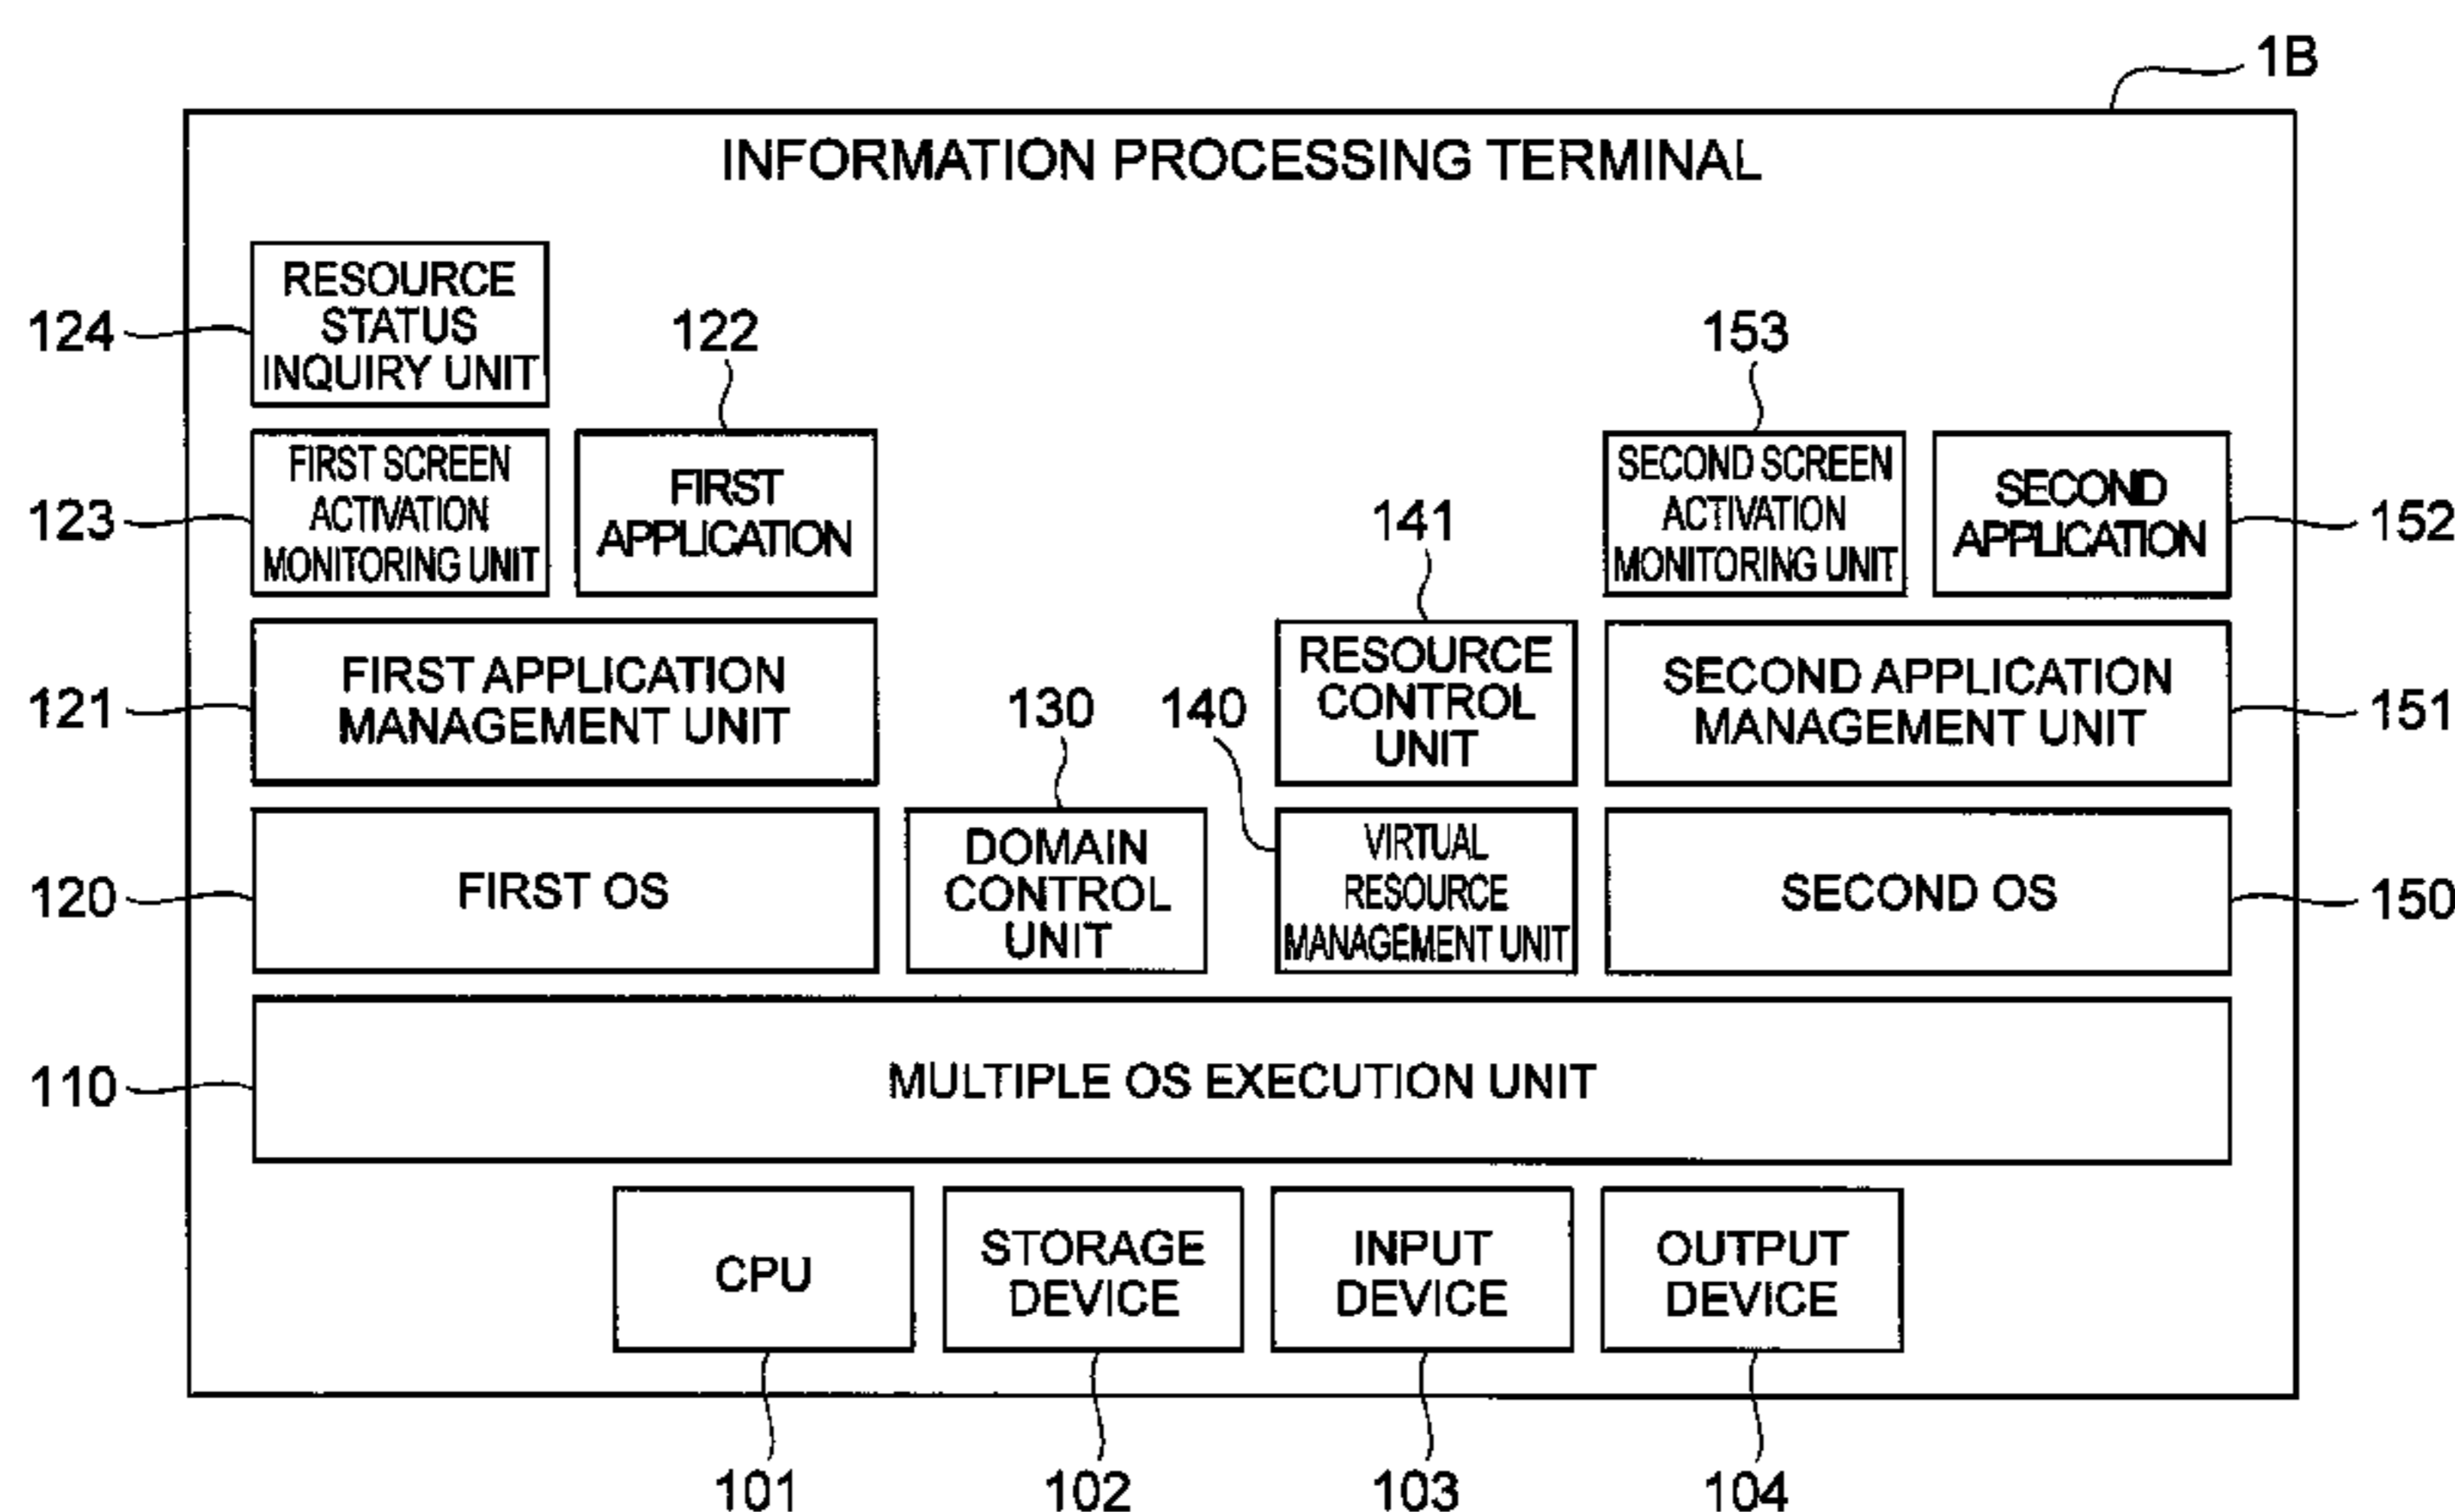 1B
INFORMATION PROCESSING TERMINAL
RESOURCE
STATUS
INQUIRY UNIT
124
122
153
FIRST SCREEN
ACTIVATION
MONITORING UNIT
123
FIRST
APPLICATION
141
SECOND SCREEN
ACTIVATION
MONITORING UNIT
SECOND
APPLICATION
152
FIRST APPLICATION
MANAGEMENT UNIT
121
130
140
RESOURCE
CONTROL
UNIT
SECOND APPLICATION
MANAGEMENT UNIT
151
120
FIRST OS
DOMAIN
CONTROL
UNIT
VIRTUAL
RESOURCE
MANAGEMENT UNIT
SECOND OS
150
110
MULTIPLE OS EXECUTION UNIT
CPU
STORAGE
DEVICE
INPUT
DEVICE
OUTPUT
DEVICE
101
102
103
104